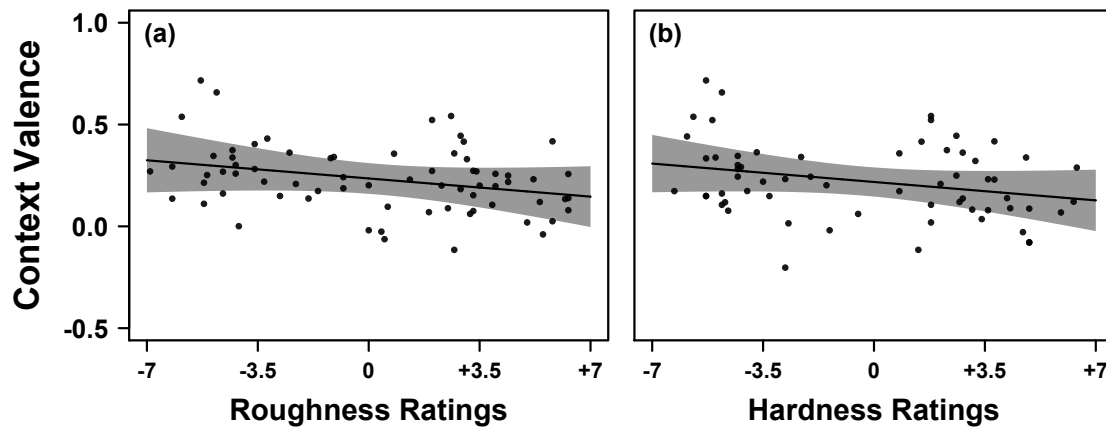 Context Valence
1.0
0.5
0.0
-0.5
(a)
-7 -3.5 0 +3.5 +7
Roughness Ratings
(b)
-7 -3.5 0 +3.5 +7
Hardness Ratings